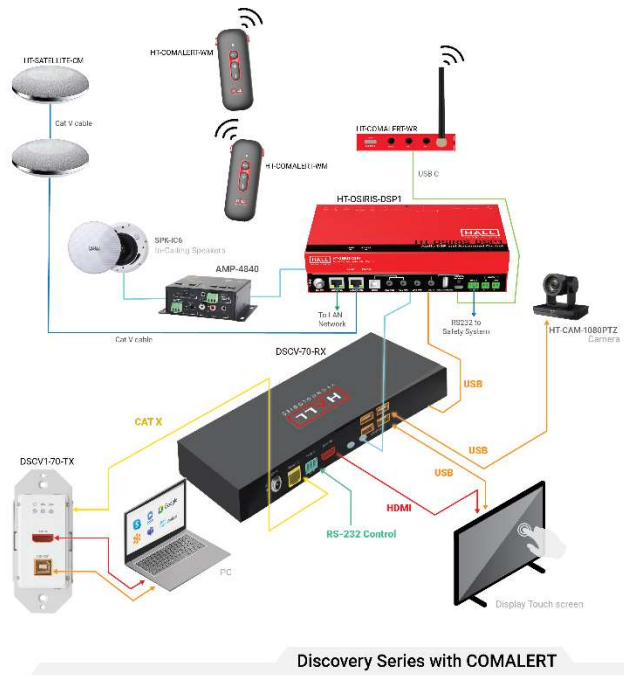 HT-COMALERT-WM
HT-SATELLITE-CM
Cat V cable
HT-COMALERT-WR
HT-COMALERT-WM
USB C
HT-OSIRIS-DSP1
HALL
SPK-IC6
In-Ceiling Speakers
AMP-4840
To LAN
Network
RS232 to
Safety System
HT-CAM-1080PTZ
Camera
Cat V cable
DSCV-70-RX
USB
HALL
TECHNOLOGIES
CAT X
USB
USB
DSCV1-70-TX
HDMI
RS-232 Control
Google
PC
Display Touch screen
Discovery Series with COMALERT